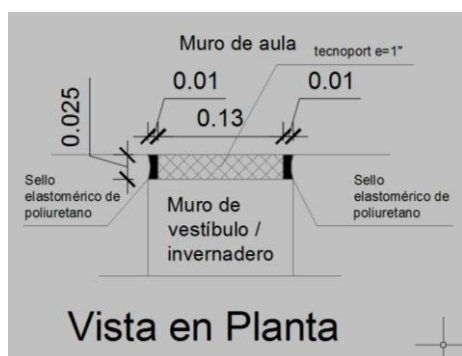 Muro de aula
tecnoport e=1"
0.01
0.01
0.13
0.025
Sello
elastomérico de
poliuretano
Sello
elastomérico de
poliuretano
Muro de
vestíbulo /
invernadero
Vista en Planta